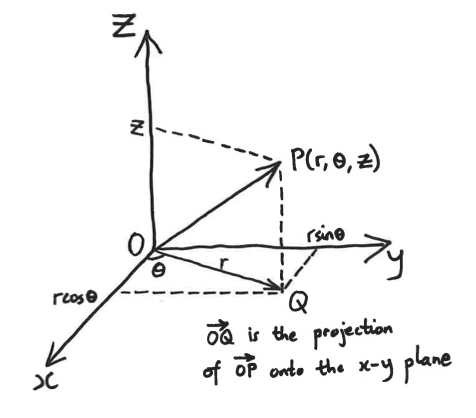 Z
z
P(r, θ, z)
O
rsinθ
y
θ
r
rcosθ
Q
x
OQ is the projection
of OP onto the x-y plane